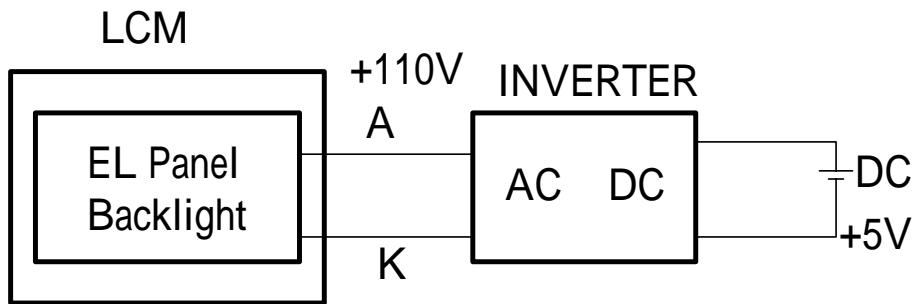 LCM
+110V
INVERTER
A
EL Panel
Backlight
AC DC
DC
+5V
K